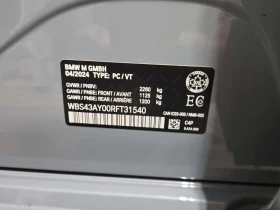 BMW M GMBH
04/2024 TYPE: PC / VT
GVWR / PNBV: 2260 kg
GAWR / PNBE: FRONT / AVANT 1125 kg
GAWR / PNBE: REAR / ARRIÈRE 1200 kg
WBS43AY00RFT31540
EC
C4P